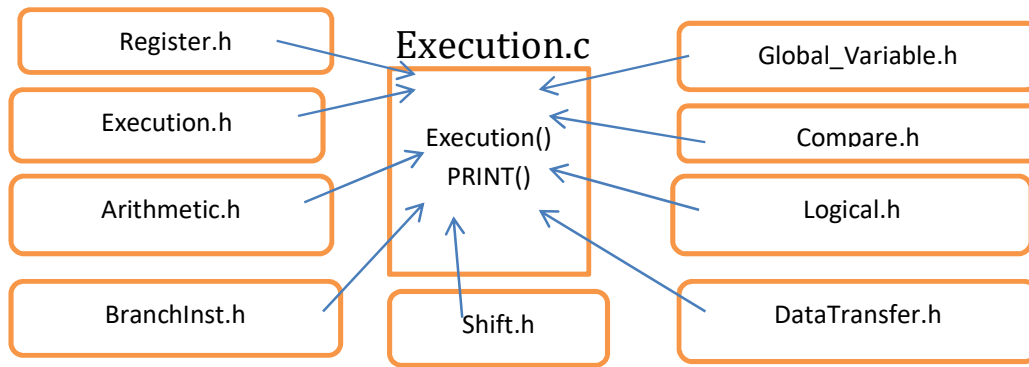 Register.h
Execution.c
Global_Variable.h
Execution.h
Execution()
Compare.h
PRINT()
Arithmetic.h
Logical.h
BranchInst.h
Shift.h
DataTransfer.h